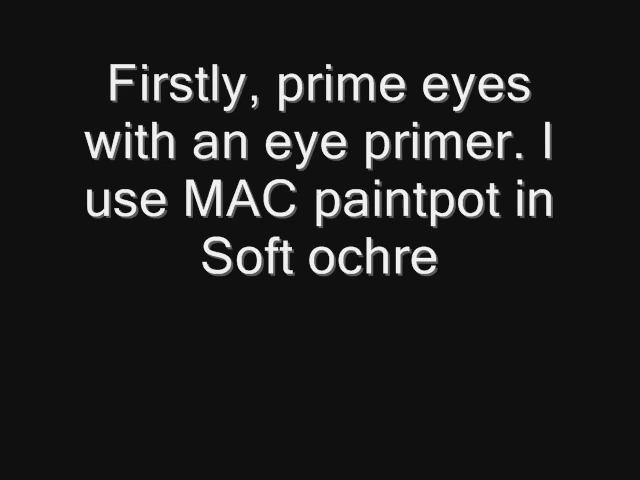 Firstly, prime eyes
with an eye primer. I
use MAC paintpot in
Soft ochre